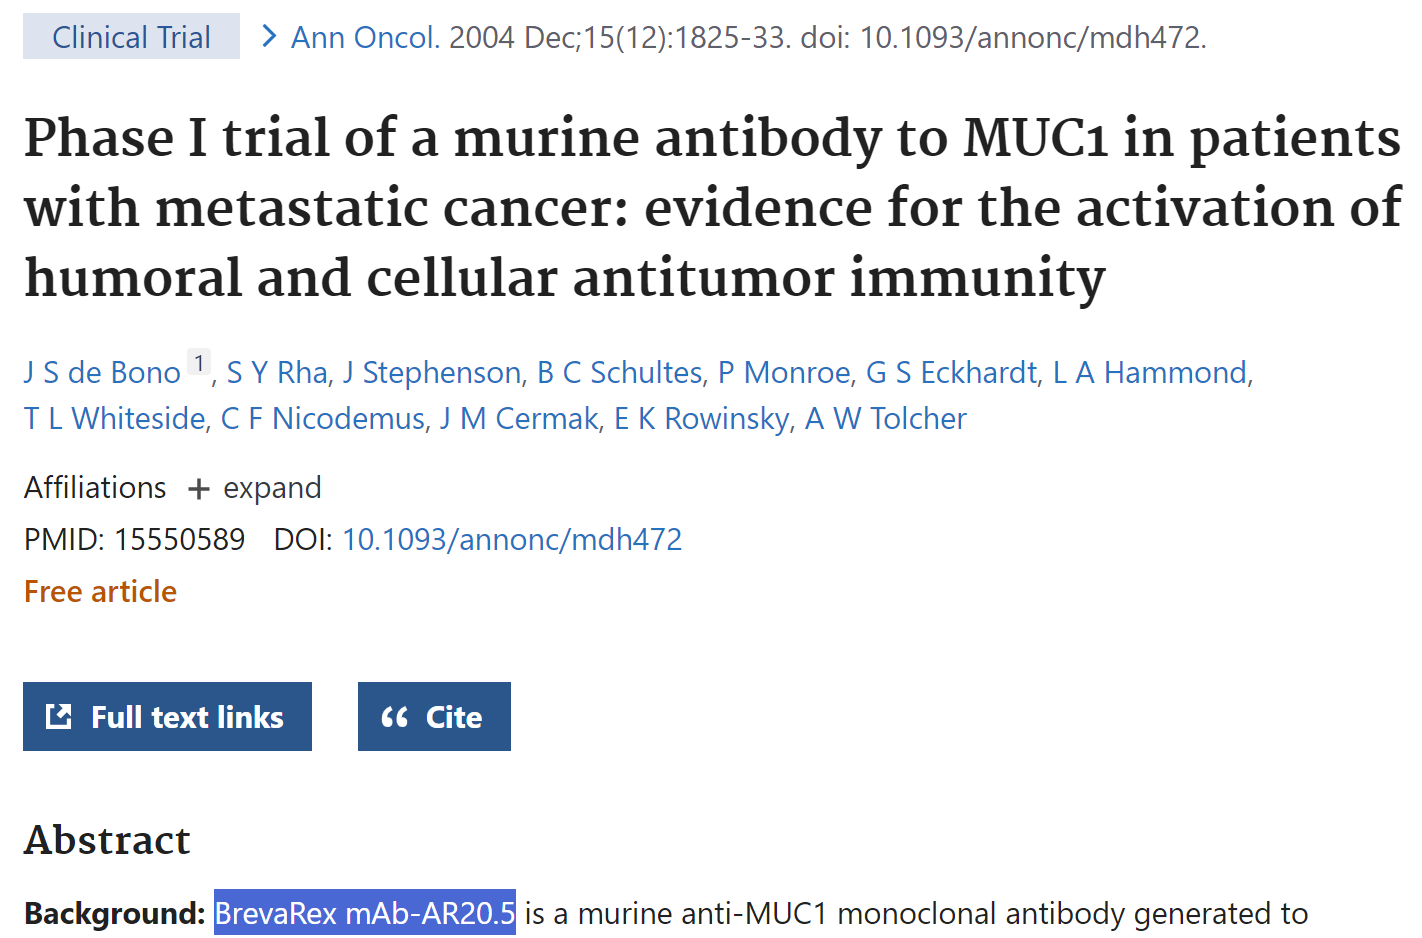 Clinical Trial > Ann Oncol. 2004 Dec;15(12):1825-33. doi: 10.1093/annonc/mdh472.
Phase I trial of a murine antibody to MUC1 in patients
with metastatic cancer: evidence for the activation of
humoral and cellular antitumor immunity
J S de Bono 1, S Y Rha, J Stephenson, B C Schultes, P Monroe, G S Eckhardt, L A Hammond,
T L Whiteside, C F Nicodemus, J M Cermak, E K Rowinsky, A W Tolcher
Affiliations + expand
PMID: 15550589 DOI: 10.1093/annonc/mdh472
Free article
Full text links “ Cite
Abstract
Background: BrevaRex mAb-AR20.5 is a murine anti-MUC1 monoclonal antibody generated to